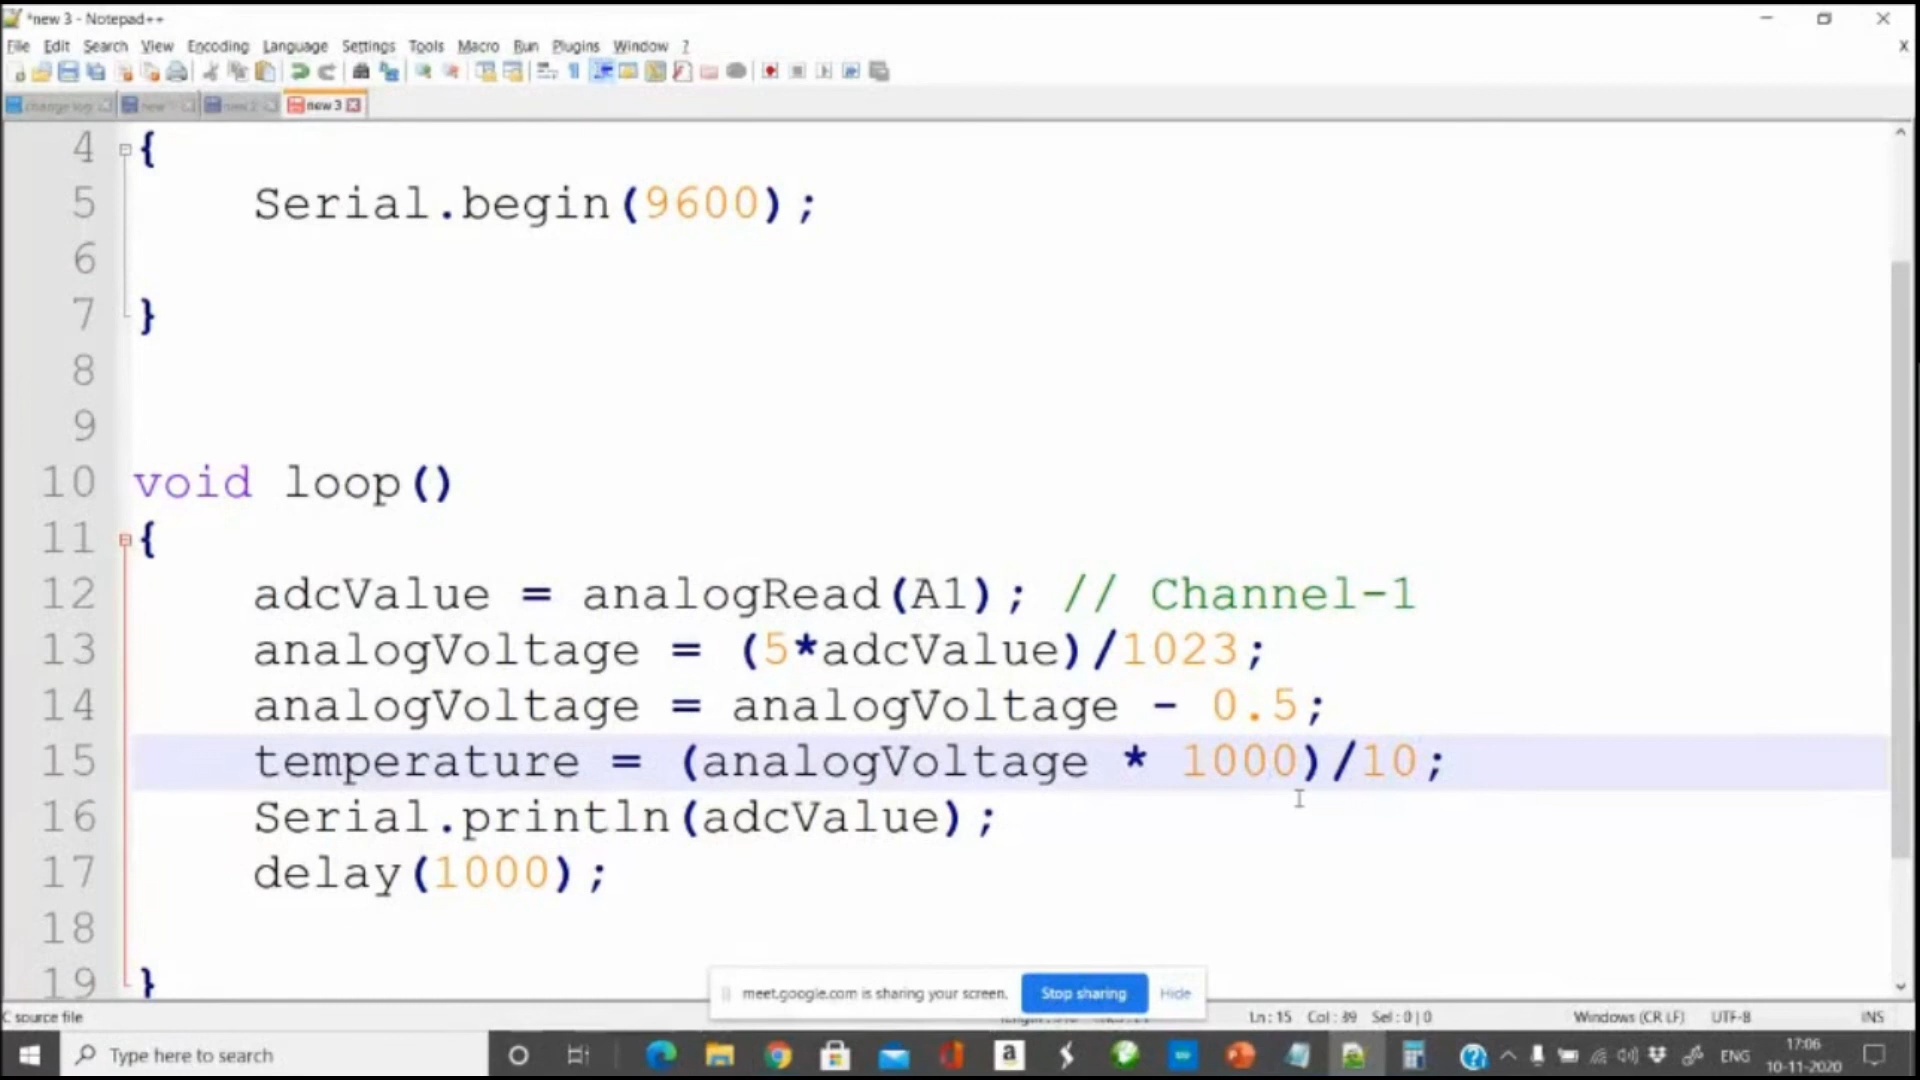 *new 3 - Notepad++
File Edit Search View Encoding Language Settings Tools Macro Run Plugins Window ? X
change.log new new 2 new 3
4 {
5 Serial.begin(9600);
6
7 }
8
9
10 void loop()
11 {
12 adcValue = analogRead(A1); // Channel-1
13 analogVoltage = (5*adcValue)/1023;
14 analogVoltage = analogVoltage - 0.5;
15 temperature = (analogVoltage * 1000)/10;
16 Serial.println(adcValue);
17 delay(1000);
18
19 }
meet.google.com is sharing your screen. Stop sharing Hide
C source file Ln:15 Col:39 Sel:0|0 Windows (CR LF) UTF-8 INS
Type here to search ENG 17:06
10-11-2020